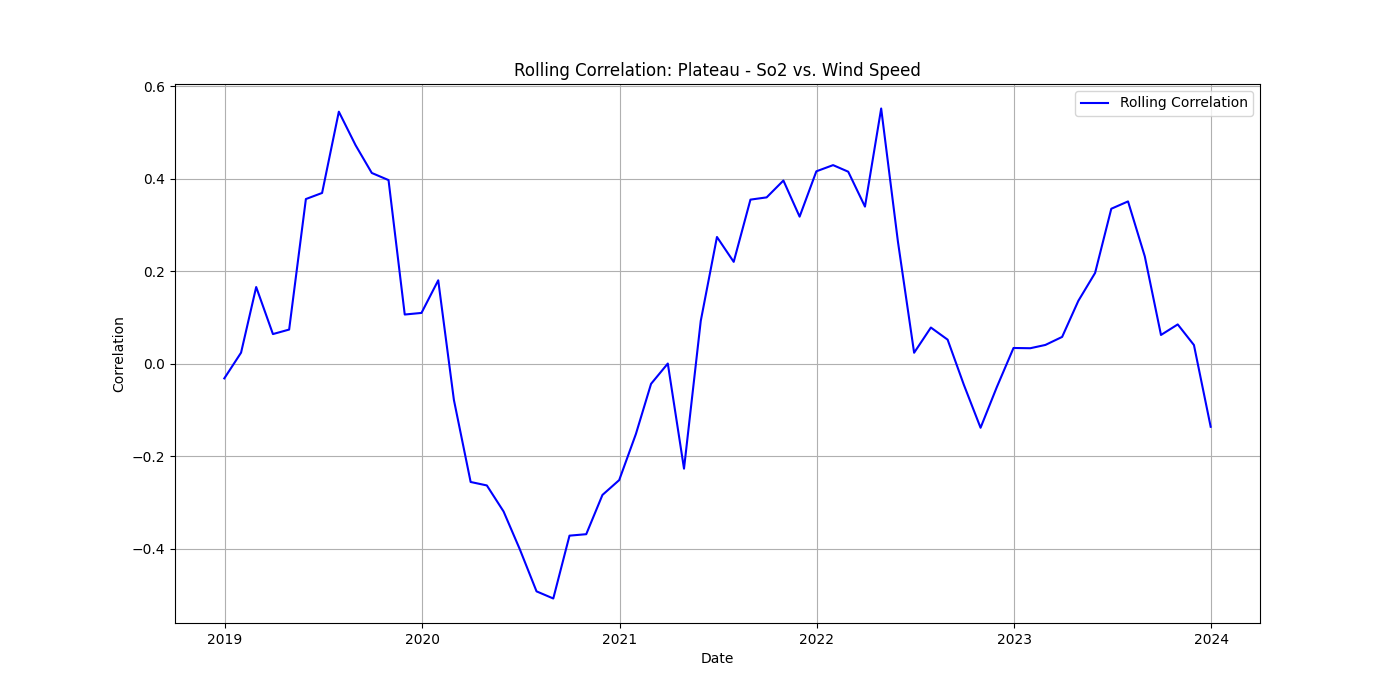 Rolling Correlation: Plateau - So2 vs. Wind Speed
Rolling Correlation
0.6
0.4
0.2
0.0
−0.2
−0.4
Correlation
2019 2020 2021 2022 2023 2024
Date